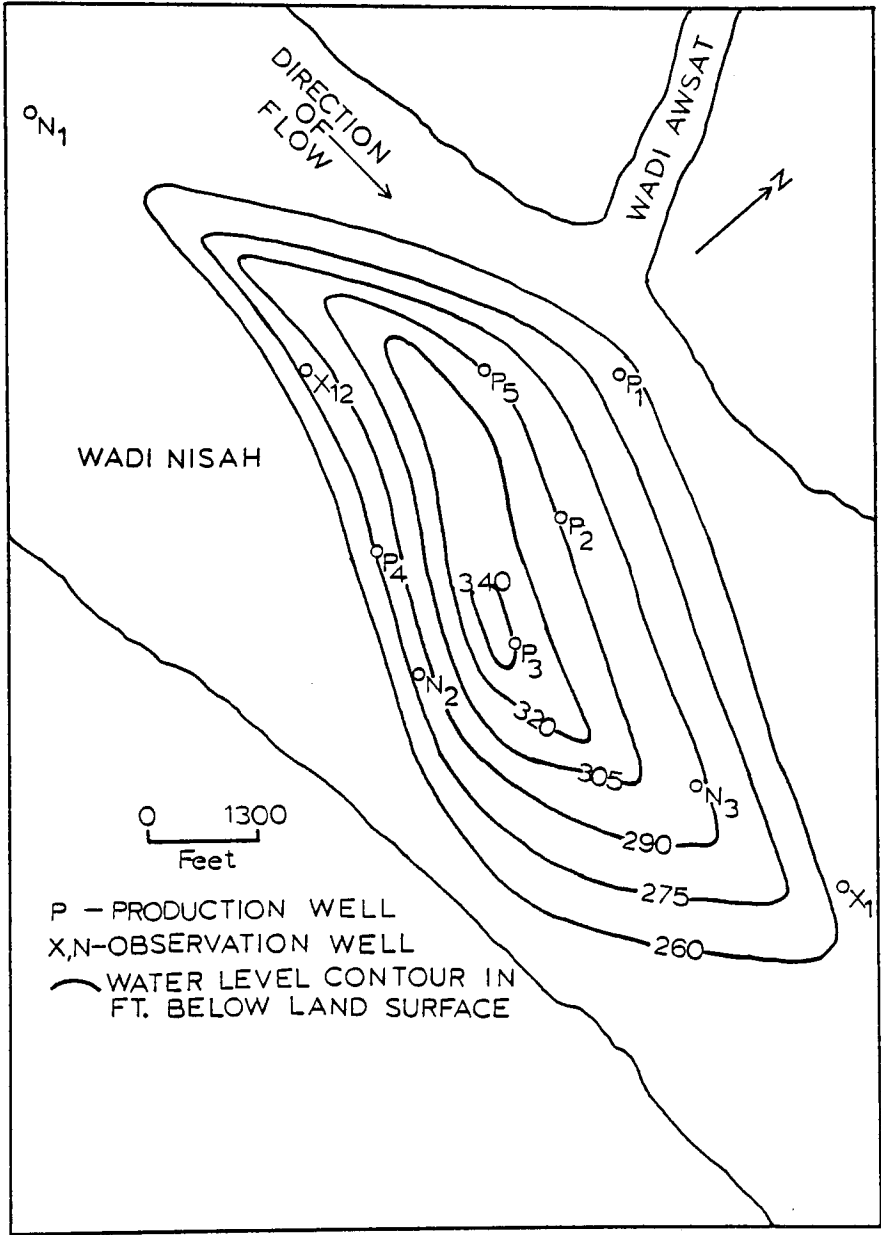 N1
DIRECTION
OF
FLOW
WADI AWSAT
N
X12
P5
P1
WADI NISAH
P2
P4
340
P3
N2
320
305
N3
290
275
X1
260
0 1300
Feet
P – PRODUCTION WELL
X,N-OBSERVATION WELL
WATER LEVEL CONTOUR IN
FT. BELOW LAND SURFACE